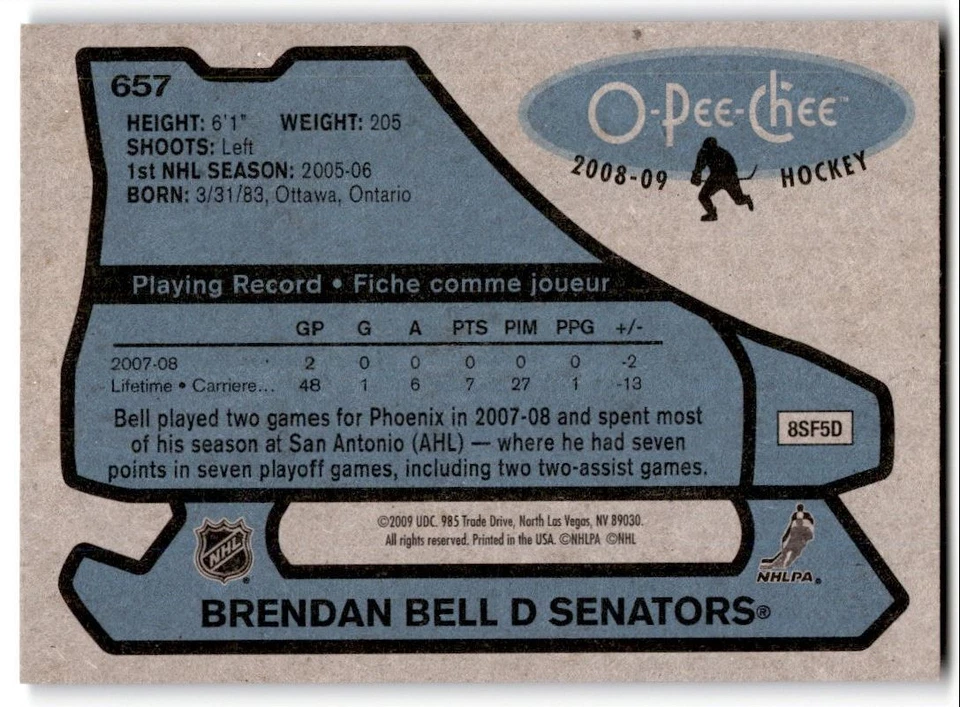 657
HEIGHT: 6'1" WEIGHT: 205
SHOOTS: Left
1st NHL SEASON: 2005-06
BORN: 3/31/83, Ottawa, Ontario
O-Pee-Chee™
2008-09 HOCKEY
Playing Record • Fiche comme joueur
GP G A PTS PIM PPG +/-
2007-08 2 0 0 0 0 0 -2
Lifetime • Carriere... 48 1 6 7 27 1 -13
Bell played two games for Phoenix in 2007-08 and spent most
of his season at San Antonio (AHL) — where he had seven
points in seven playoff games, including two two-assist games.
8SF5D
©2009 UDC. 985 Trade Drive, North Las Vegas, NV 89030.
All rights reserved. Printed in the USA. ©NHLPA ©NHL
NHL
NHLPA®
BRENDAN BELL D SENATORS®